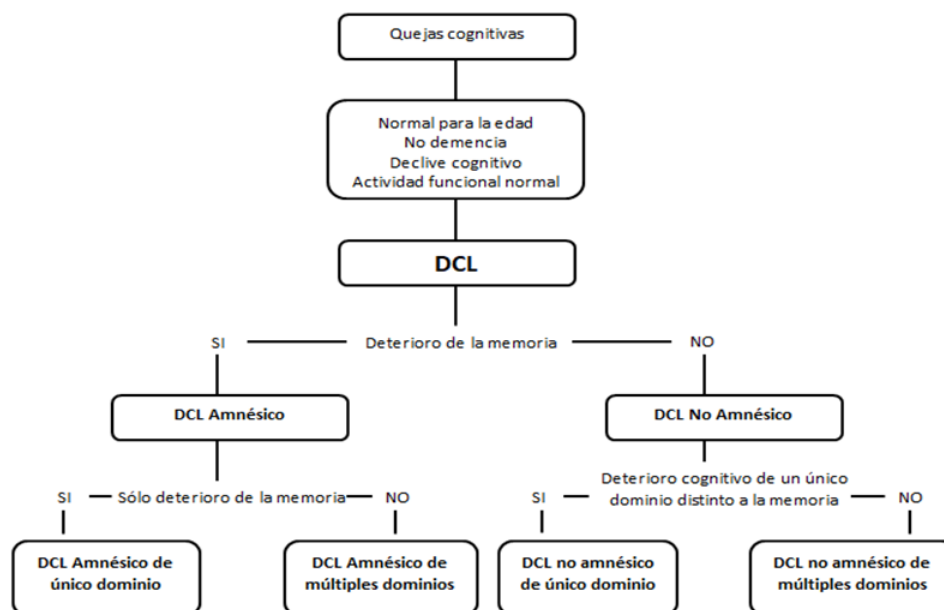 Quejas cognitivas
Normal para la edad
No demencia
Declive cognitivo
Actividad funcional normal
DCL
SI
Deterioro de la memoria
NO
DCL Amnésico
DCL No Amnésico
SI
Sólo deterioro de la memoria
NO
SI
Deterioro cognitivo de un único
dominio distinto a la memoria
NO
DCL Amnésico de
único dominio
DCL Amnésico de
múltiples dominios
DCL no amnésico
de único dominio
DCL no amnésico de
múltiples dominios